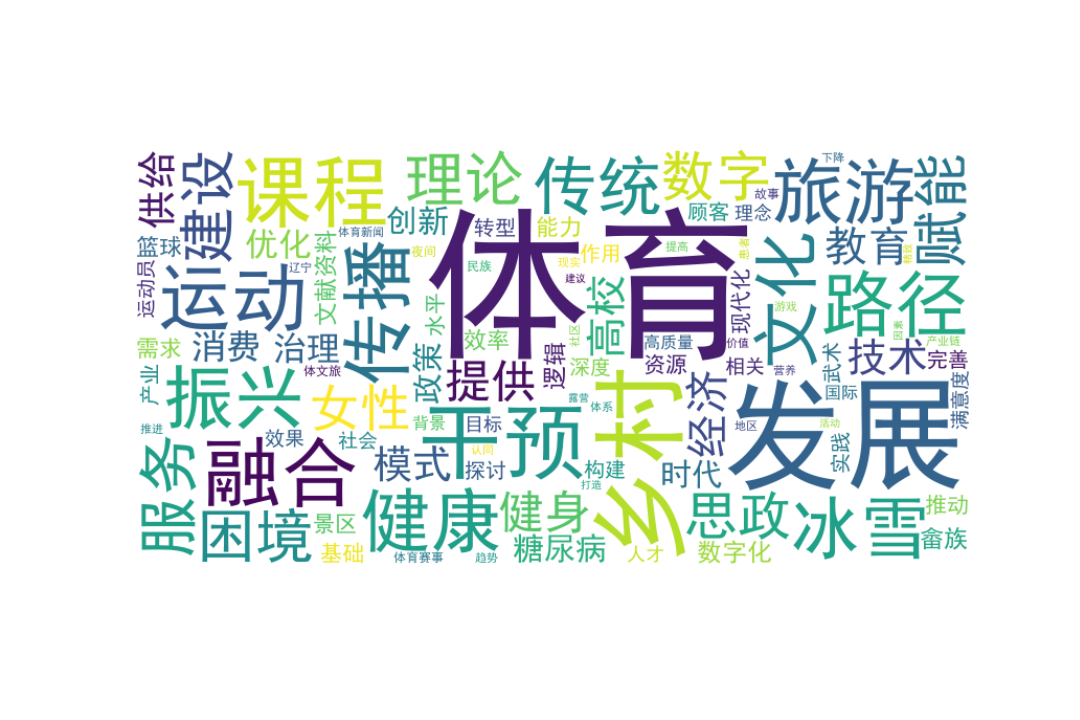 供给
建设
课程
理论
传统
数字
旅游
赋能
下降
故事
顾客
理念
创新
转型
能力
体育新闻
篮球
优化
文献资料
传播
夜间
体育
作用
提高
患者
文化
教育
精致
运动员
运动
辽宁
民族
现实
建议
水平
高校
现代化
路径
游戏
因素
需求
消费
治理
效率
逻辑
社区
深度
高质量
价值
资源
相关
营养
武术
技术
产业链
完善
产业
振兴
体文旅
政策
提供
女性
露营
体系
乡村
经济
国际
满意度
发展
推进
效果
社会
背景
目标
干预
地区
活动
实践
服务
融合
模式
探讨
认同
构建
打造
时代
困境
景区
健康
健身
思政
冰雪
推动
畲族
基础
体育赛事
趋势
糖尿病
人才
数字化